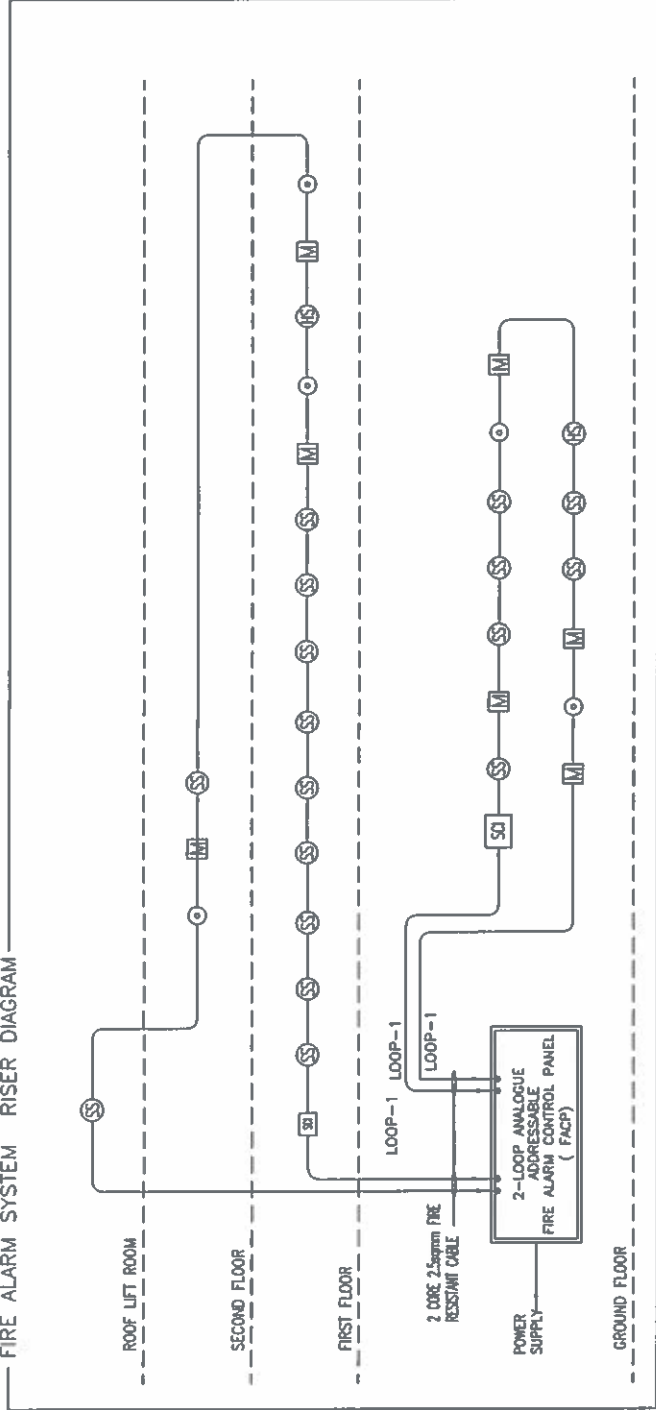 FIRE ALARM SYSTEM RISER DIAGRAM
ROOF LIFT ROOM
SECOND FLOOR
FIRST FLOOR
GROUND FLOOR
SS
SS
M
SCI
SS
SS
SS
SS
SS
SS
SS
SS
SS
M
HS
M
LOOP-1
LOOP-1
LOOP-1
SCI
SS
M
SS
SS
SS
M
M
M
SS
SS
HS
2 CORE 2.5sqmm FIRE
RESISTANT CABLE
POWER
SUPPLY
2-LOOP ANALOGUE
ADDRESSABLE
FIRE ALARM CONTROL PANEL
( FACP)